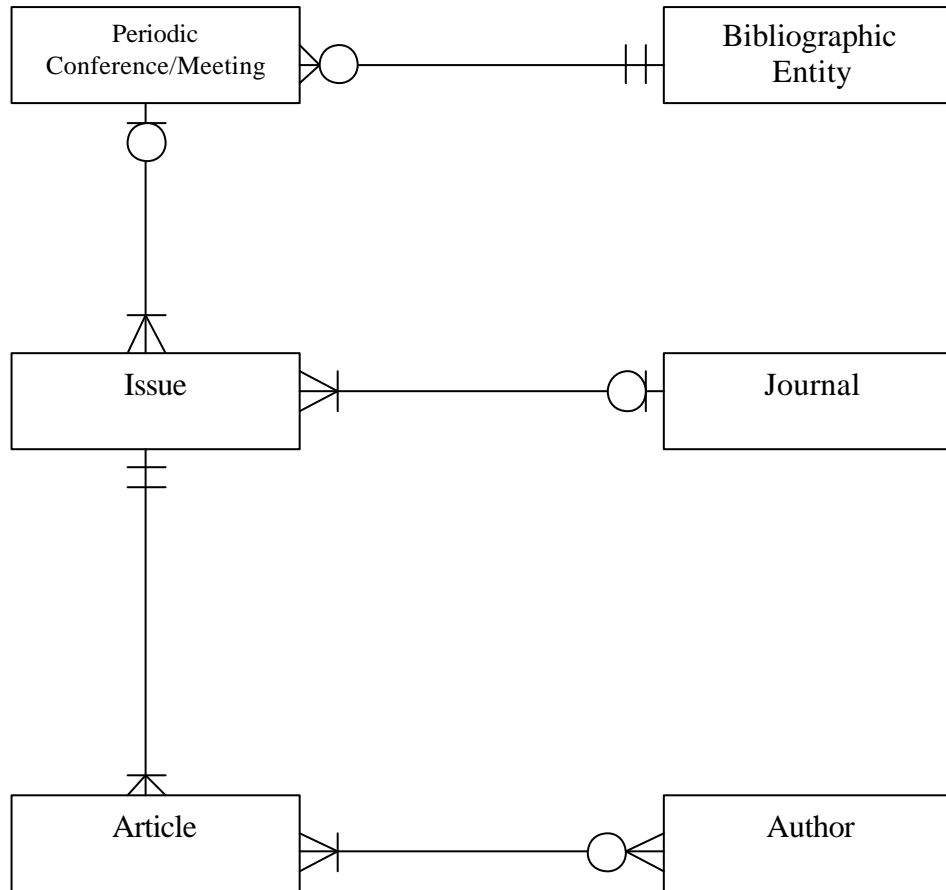 Periodic
Conference/Meeting
Bibliographic
Entity
Issue
Journal
Article
Author